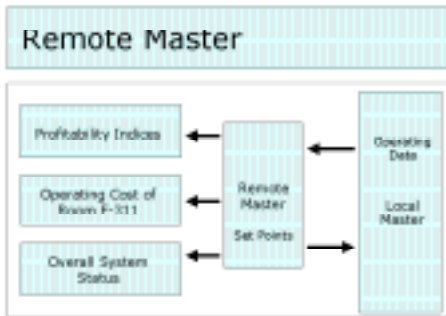 Remote Master
Profitability Indices
Operating Cost of
Room F-311
Overall System
Status
Remote
Master
Set Points
Operating
Data
Local
Master